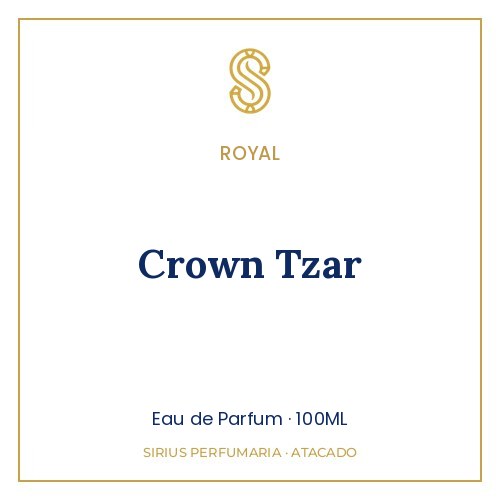 ROYAL
Crown Tzar
Eau de Parfum · 100ML
SIRIUS PERFUMARIA · ATACADO